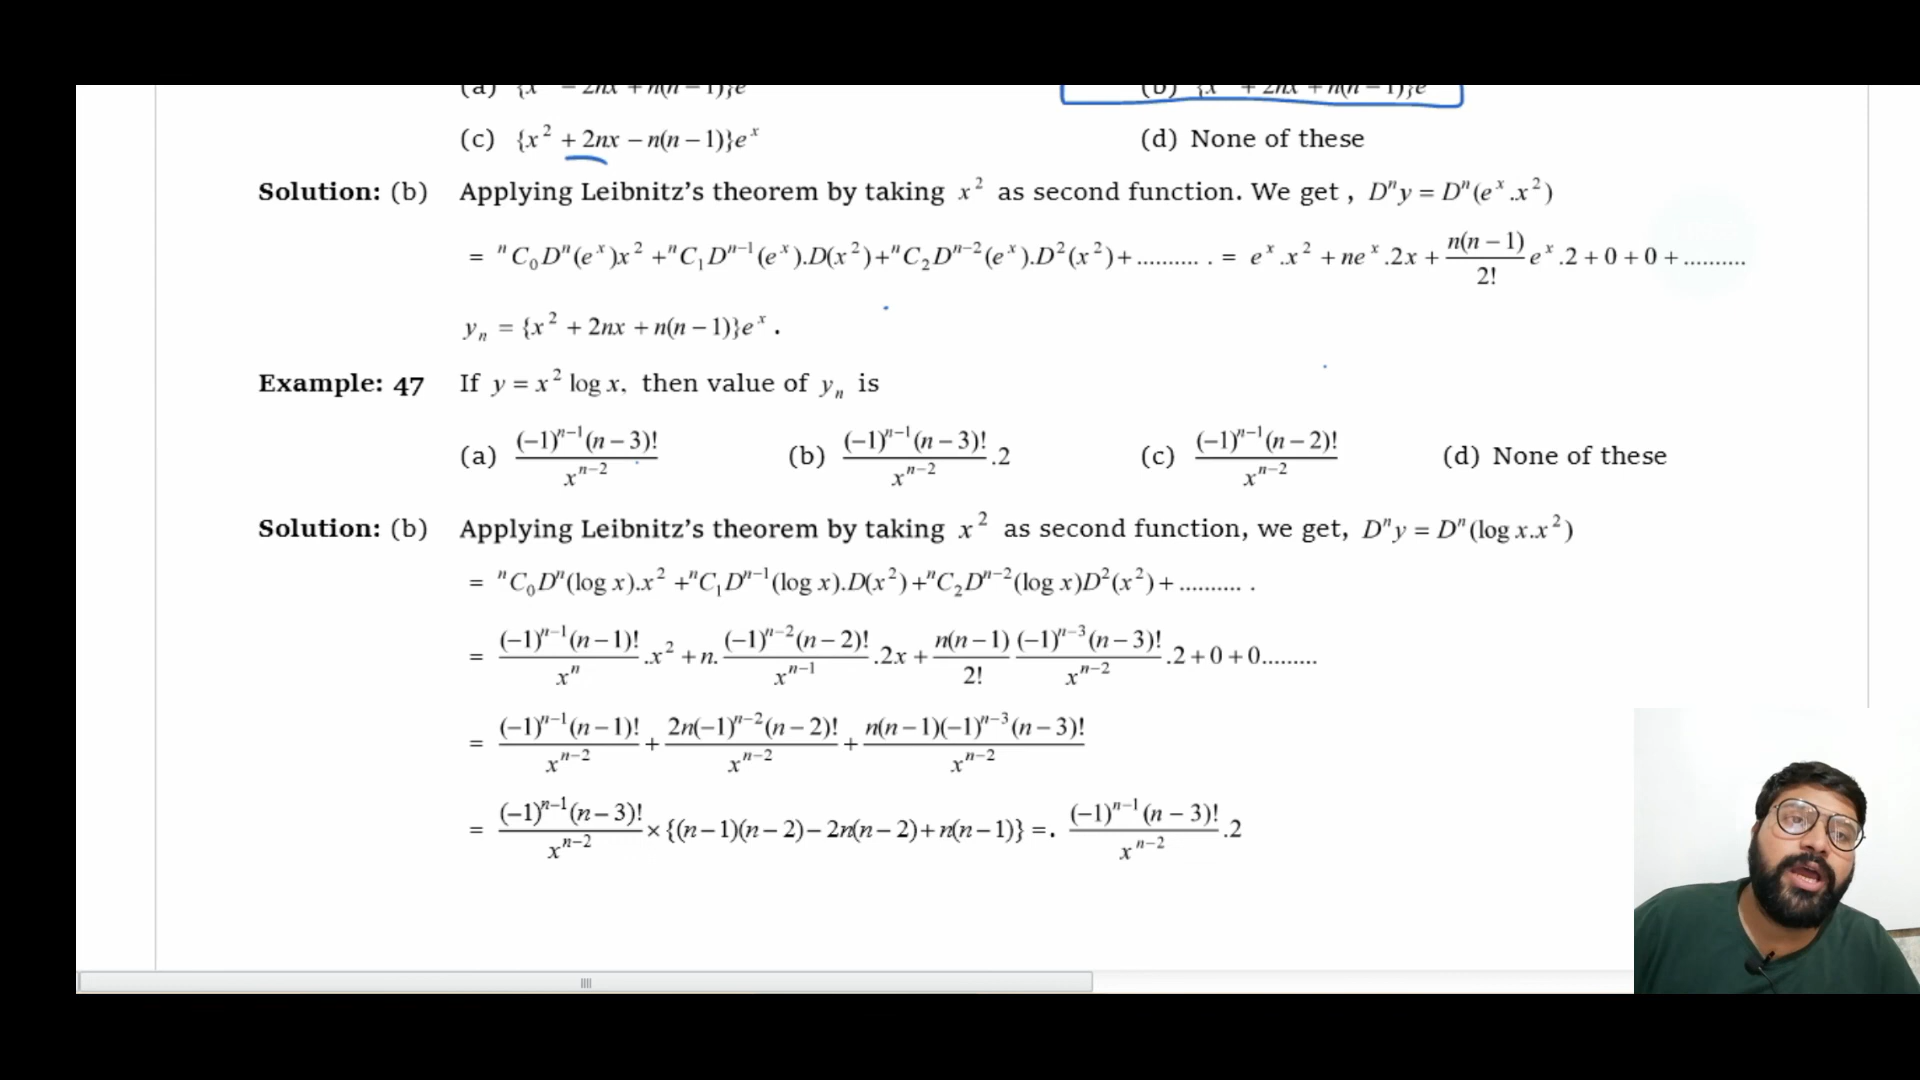 (a) {x² − 2nx + n(n − 1)}eˣ (b) {x² + 2nx + n(n − 1)}eˣ
(c) {x² + 2nx − n(n − 1)}eˣ (d) None of these
Solution: (b) Applying Leibnitz’s theorem by taking x² as second function. We get , Dⁿy = Dⁿ(eˣ.x²)
= ⁿC₀Dⁿ(eˣ)x² + ⁿC₁Dⁿ⁻¹(eˣ).D(x²) + ⁿC₂Dⁿ⁻²(eˣ).D²(x²) + .......... . = eˣ.x² + neˣ.2x + n(n − 1)/2! eˣ.2 + 0 + 0 + ..........
yₙ = {x² + 2nx + n(n − 1)}eˣ .
Example: 47 If y = x² log x, then value of yₙ is
(a) (−1)ⁿ⁻¹(n − 3)!/xⁿ⁻² (b) (−1)ⁿ⁻¹(n − 3)!/xⁿ⁻² .2 (c) (−1)ⁿ⁻¹(n − 2)!/xⁿ⁻² (d) None of these
Solution: (b) Applying Leibnitz’s theorem by taking x² as second function, we get, Dⁿy = Dⁿ(log x.x²)
= ⁿC₀Dⁿ(log x).x² + ⁿC₁Dⁿ⁻¹(log x).D(x²) + ⁿC₂Dⁿ⁻²(log x)D²(x²) + .......... .
= (−1)ⁿ⁻¹(n − 1)!/xⁿ .x² + n. (−1)ⁿ⁻²(n − 2)!/xⁿ⁻¹ .2x + n(n − 1)/2! (−1)ⁿ⁻³(n − 3)!/xⁿ⁻² .2 + 0 + 0.........
= (−1)ⁿ⁻¹(n − 1)!/xⁿ⁻² + 2n(−1)ⁿ⁻²(n − 2)!/xⁿ⁻² + n(n − 1)(−1)ⁿ⁻³(n − 3)!/xⁿ⁻²
= (−1)ⁿ⁻¹(n − 3)!/xⁿ⁻² × {(n − 1)(n − 2) − 2n(n − 2) + n(n − 1)} =. (−1)ⁿ⁻¹(n − 3)!/xⁿ⁻² .2